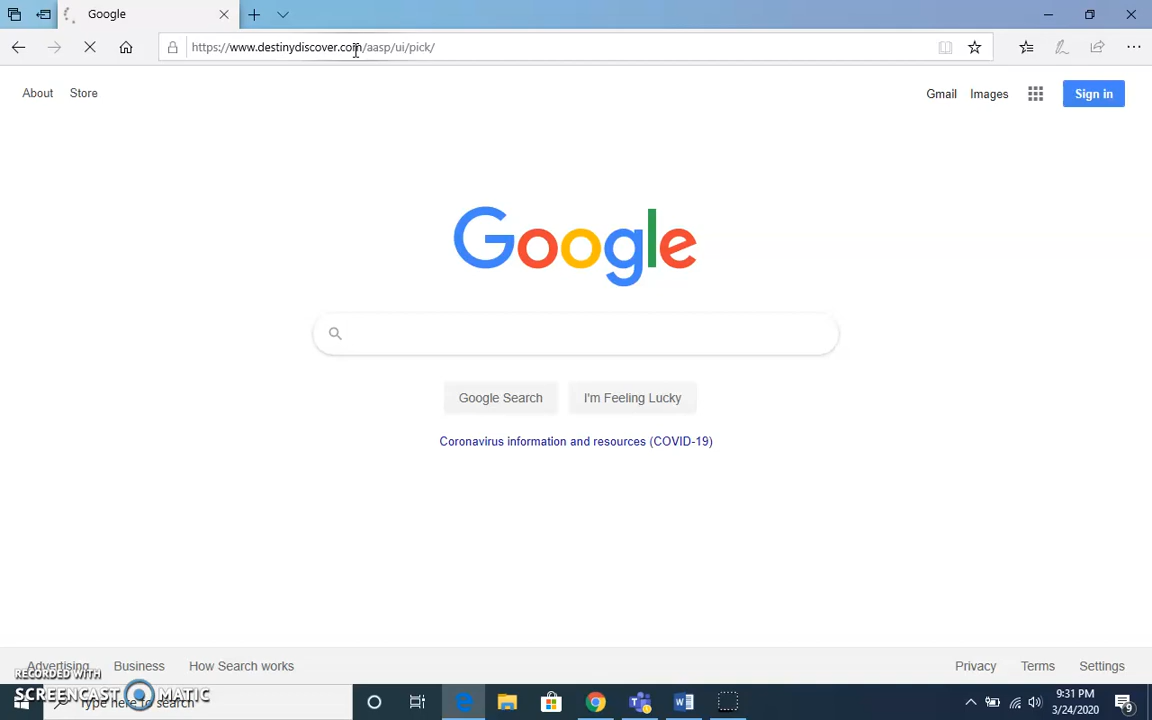 Google
https://www.destinydiscover.com/aasp/ui/pick/
About Store
Gmail Images Sign in
Google
Google Search I'm Feeling Lucky
Coronavirus information and resources (COVID-19)
Advertising Business How Search works
Privacy Terms Settings
RECORDED WITH
SCREENCAST MATIC
Type here to search
9:31 PM
3/24/2020
9